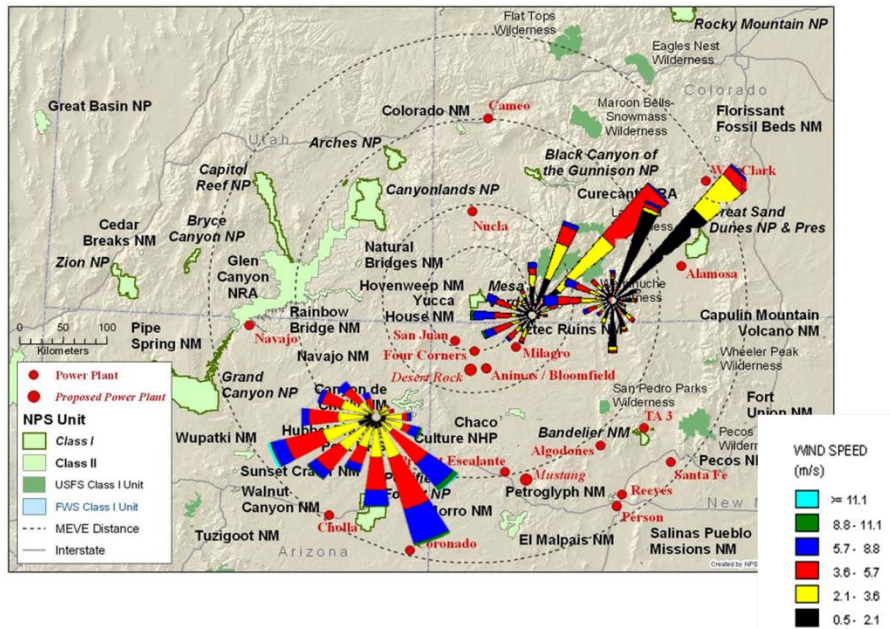 Flat Tops
Wilderness
Rocky Mountain NP
Eagles Nest
Wilderness
Great Basin NP
Colorado NM
Cameo
Colorado
Maroon Bells-
Snowmass
Wilderness
Florissant
Fossil Beds NM
Utah
Arches NP
Black Canyon of
the Gunnison NP
Capitol
Reef NP
Canyonlands NP
Clark
Nucla
Great Sand
Dunes NP & Pres
Cedar
Breaks NM
Bryce
Canyon NP
Natural
Bridges NM
Zion NP
Glen
Canyon
NRA
Hovenweep NM
Mesa
Alamosa
Yucca
House NM
Rainbow
Bridge NM
Capulin Mountain
Volcano NM
0 50 100
Kilometers
Pipe
Spring NM
Navajo
San Juan
Navajo NM
Four Corners
Milagro
Wheeler Peak
Wilderness
Desert Rock
Animas / Bloomfield
Grand
Canyon NP
Canyon de
San Pedro Parks
Wilderness
Fort
Union NM
Power Plant
Proposed Power Plant
NPS Unit
Class I
Class II
USFS Class I Unit
FWS Class I Unit
MEVE Distance
Interstate
Chaco
Culture NHP
TA 3
Bandelier NM
Pecos
Wupatki NM
Algodones
Escalante
Santa Fe
Mustang
Walnut
Canyon NM
Petroglyph NM
Reeves
Person
Cholla
Tuzigoot NM
El Malpais NM
Salinas Pueblo
Missions NM
Arizona
Coronado
Created by NPS
WIND SPEED
(m/s)
>= 11.1
8.8 - 11.1
5.7 - 8.8
3.6 - 5.7
2.1 - 3.6
0.5 - 2.1